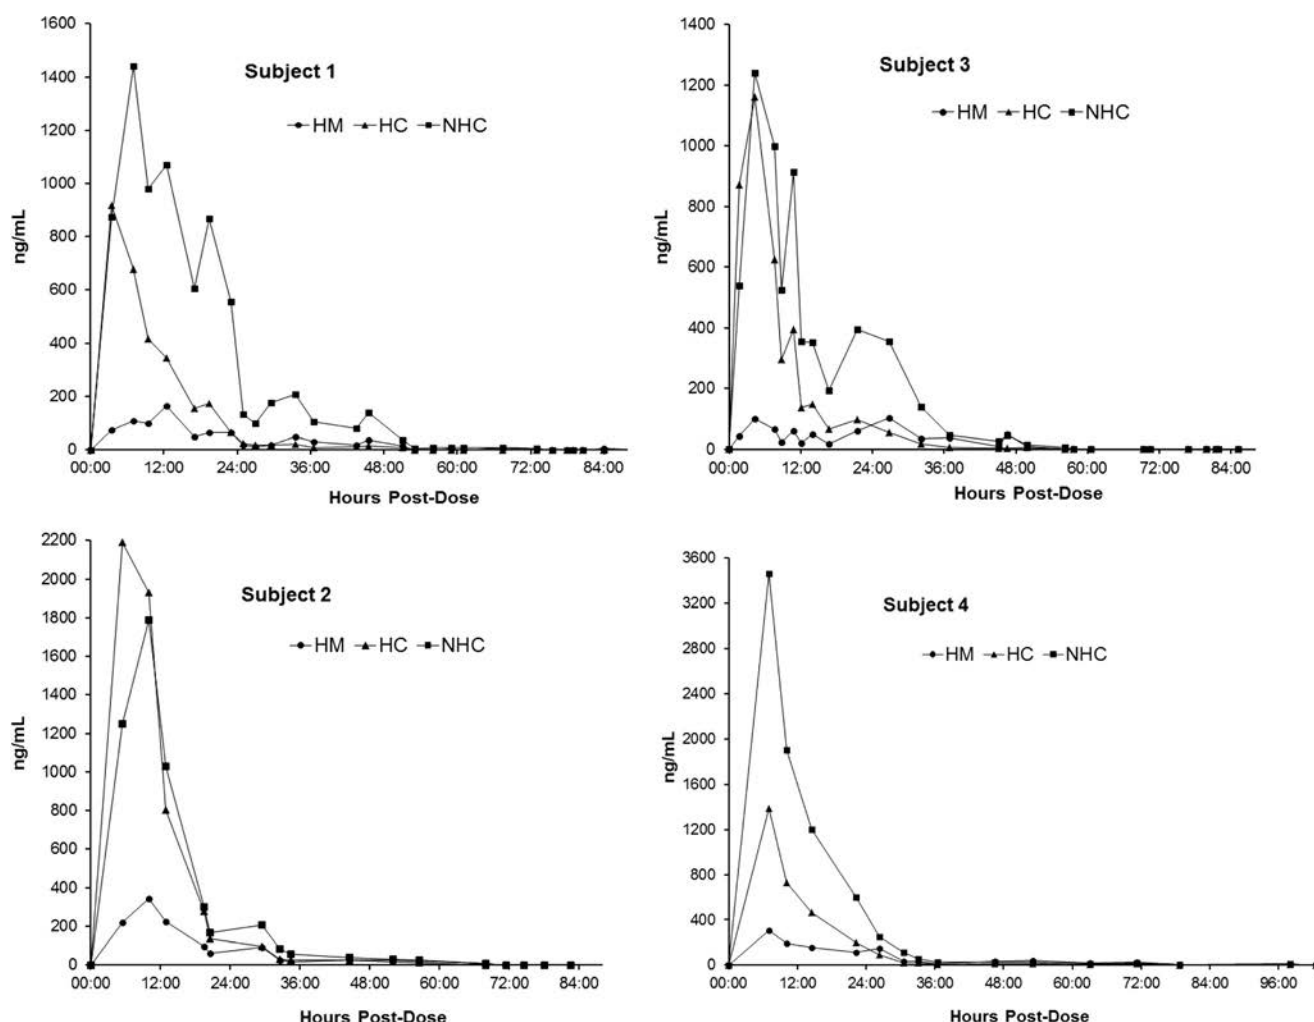 Subject 1
HM HC NHC
1600
1400
1200
1000
800
600
400
200
0
ng/mL
00:00 12:00 24:00 36:00 48:00 60:00 72:00 84:00
Hours Post-Dose
Subject 3
HM HC NHC
1400
1200
1000
800
600
400
200
0
ng/mL
00:00 12:00 24:00 36:00 48:00 60:00 72:00 84:00
Hours Post-Dose
Subject 2
HM HC NHC
2200
2000
1800
1600
1400
1200
1000
800
600
400
200
0
ng/mL
00:00 12:00 24:00 36:00 48:00 60:00 72:00 84:00
Hours Post-Dose
Subject 4
HM HC NHC
3600
3200
2800
2400
2000
1600
1200
800
400
0
ng/mL
00:00 12:00 24:00 36:00 48:00 60:00 72:00 84:00 96:00
Hours Post-Dose